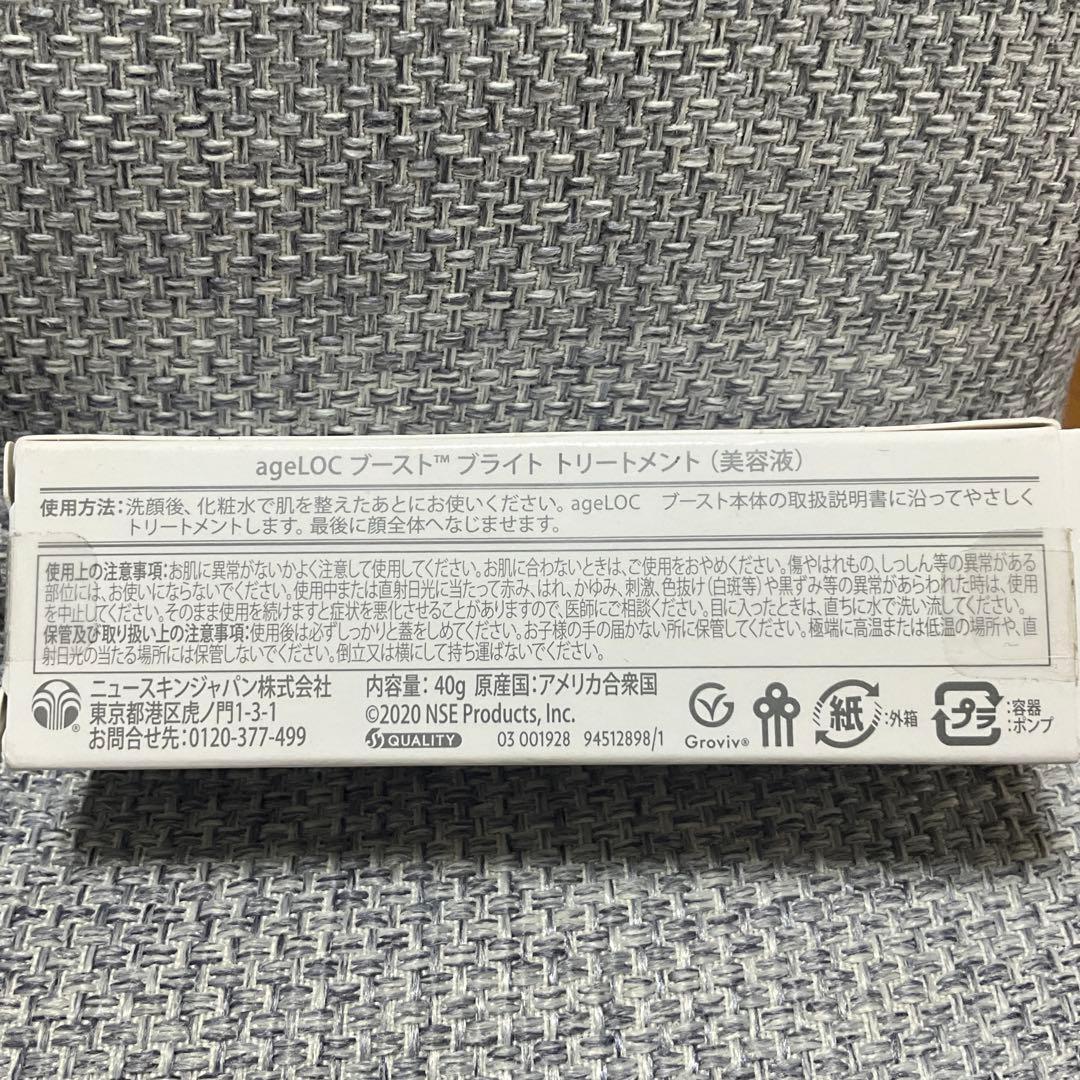 ageLOC ブースト™ ブライト トリートメント（美容液）
使用方法：洗顔後、化粧水で肌を整えたあとにお使いください。ageLOC ブースト本体の取扱説明書に沿ってやさしく
トリートメントします。最後に顔全体へなじませます。
使用上の注意事項：お肌に異常がないかよく注意して使用してください。お肌に合わないときは、ご使用をおやめください。傷やはれもの、しっしん等の異常がある
部位には、お使いにならないでください。使用中または直射日光に当たって赤み、はれ、かゆみ、刺激、色抜け（白斑等）や黒ずみ等の異常があらわれた時は、使用
を中止してください。そのまま使用を続けますと症状を悪化させることがありますので、医師にご相談ください。目に入ったときは、直ちに水で洗い流してください。
保管及び取り扱い上の注意事項：使用後は必ずしっかりと蓋をしめてください。お子様の手の届かない所に保管してください。極端に高温または低温の場所や、直
射日光の当たる場所には保管しないでください。倒立又は横にして持ち運ばないでください。
ニュースキンジャパン株式会社
東京都港区虎ノ門1-3-1
お問合せ先：0120-377-499
内容量：40g 原産国：アメリカ合衆国
©2020 NSE Products, Inc.
6S QUALITY 03 001928 94512898/1
Groviv®
紙：外箱
プラ：容器
：ポンプ